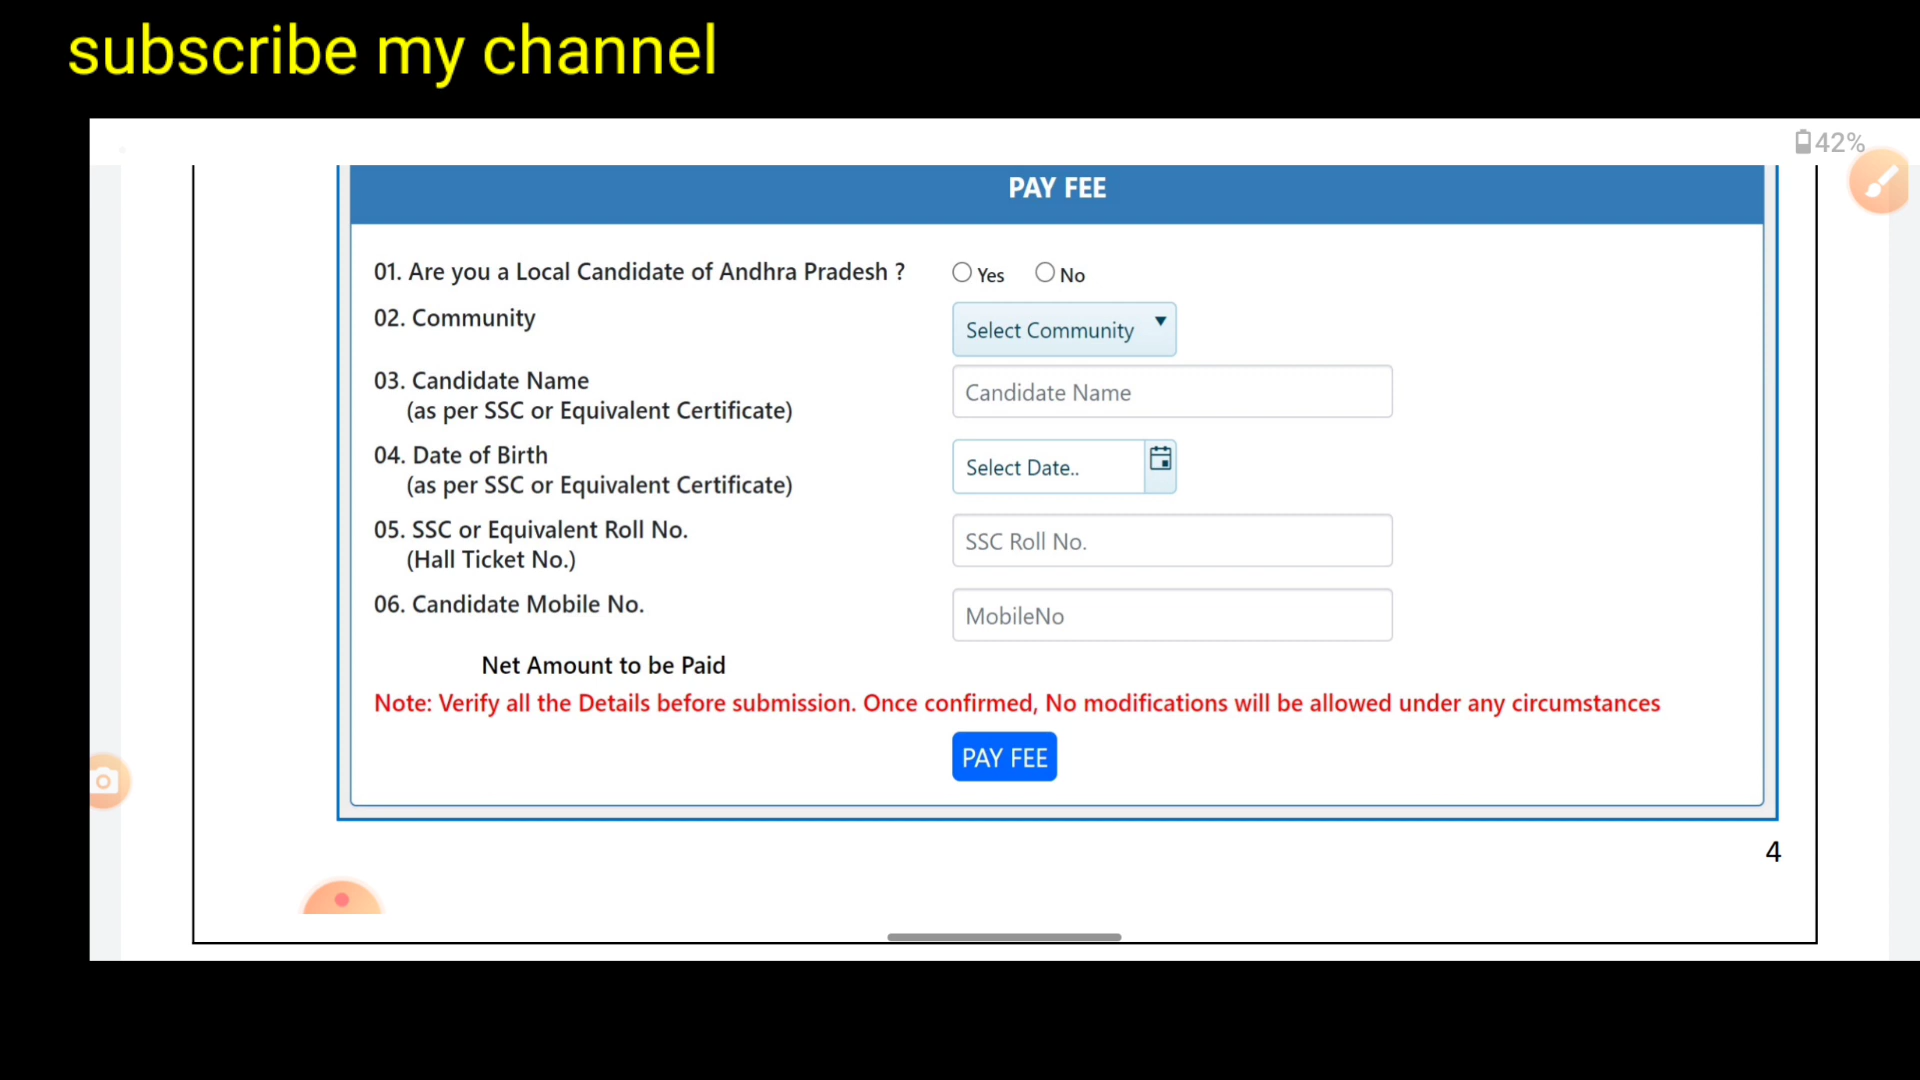 subscribe my channel
42%
PAY FEE
01. Are you a Local Candidate of Andhra Pradesh ? Yes No
02. Community Select Community
03. Candidate Name Candidate Name
(as per SSC or Equivalent Certificate)
04. Date of Birth Select Date..
(as per SSC or Equivalent Certificate)
05. SSC or Equivalent Roll No. SSC Roll No.
(Hall Ticket No.)
06. Candidate Mobile No. MobileNo
Net Amount to be Paid
Note: Verify all the Details before submission. Once confirmed, No modifications will be allowed under any circumstances
PAY FEE
4